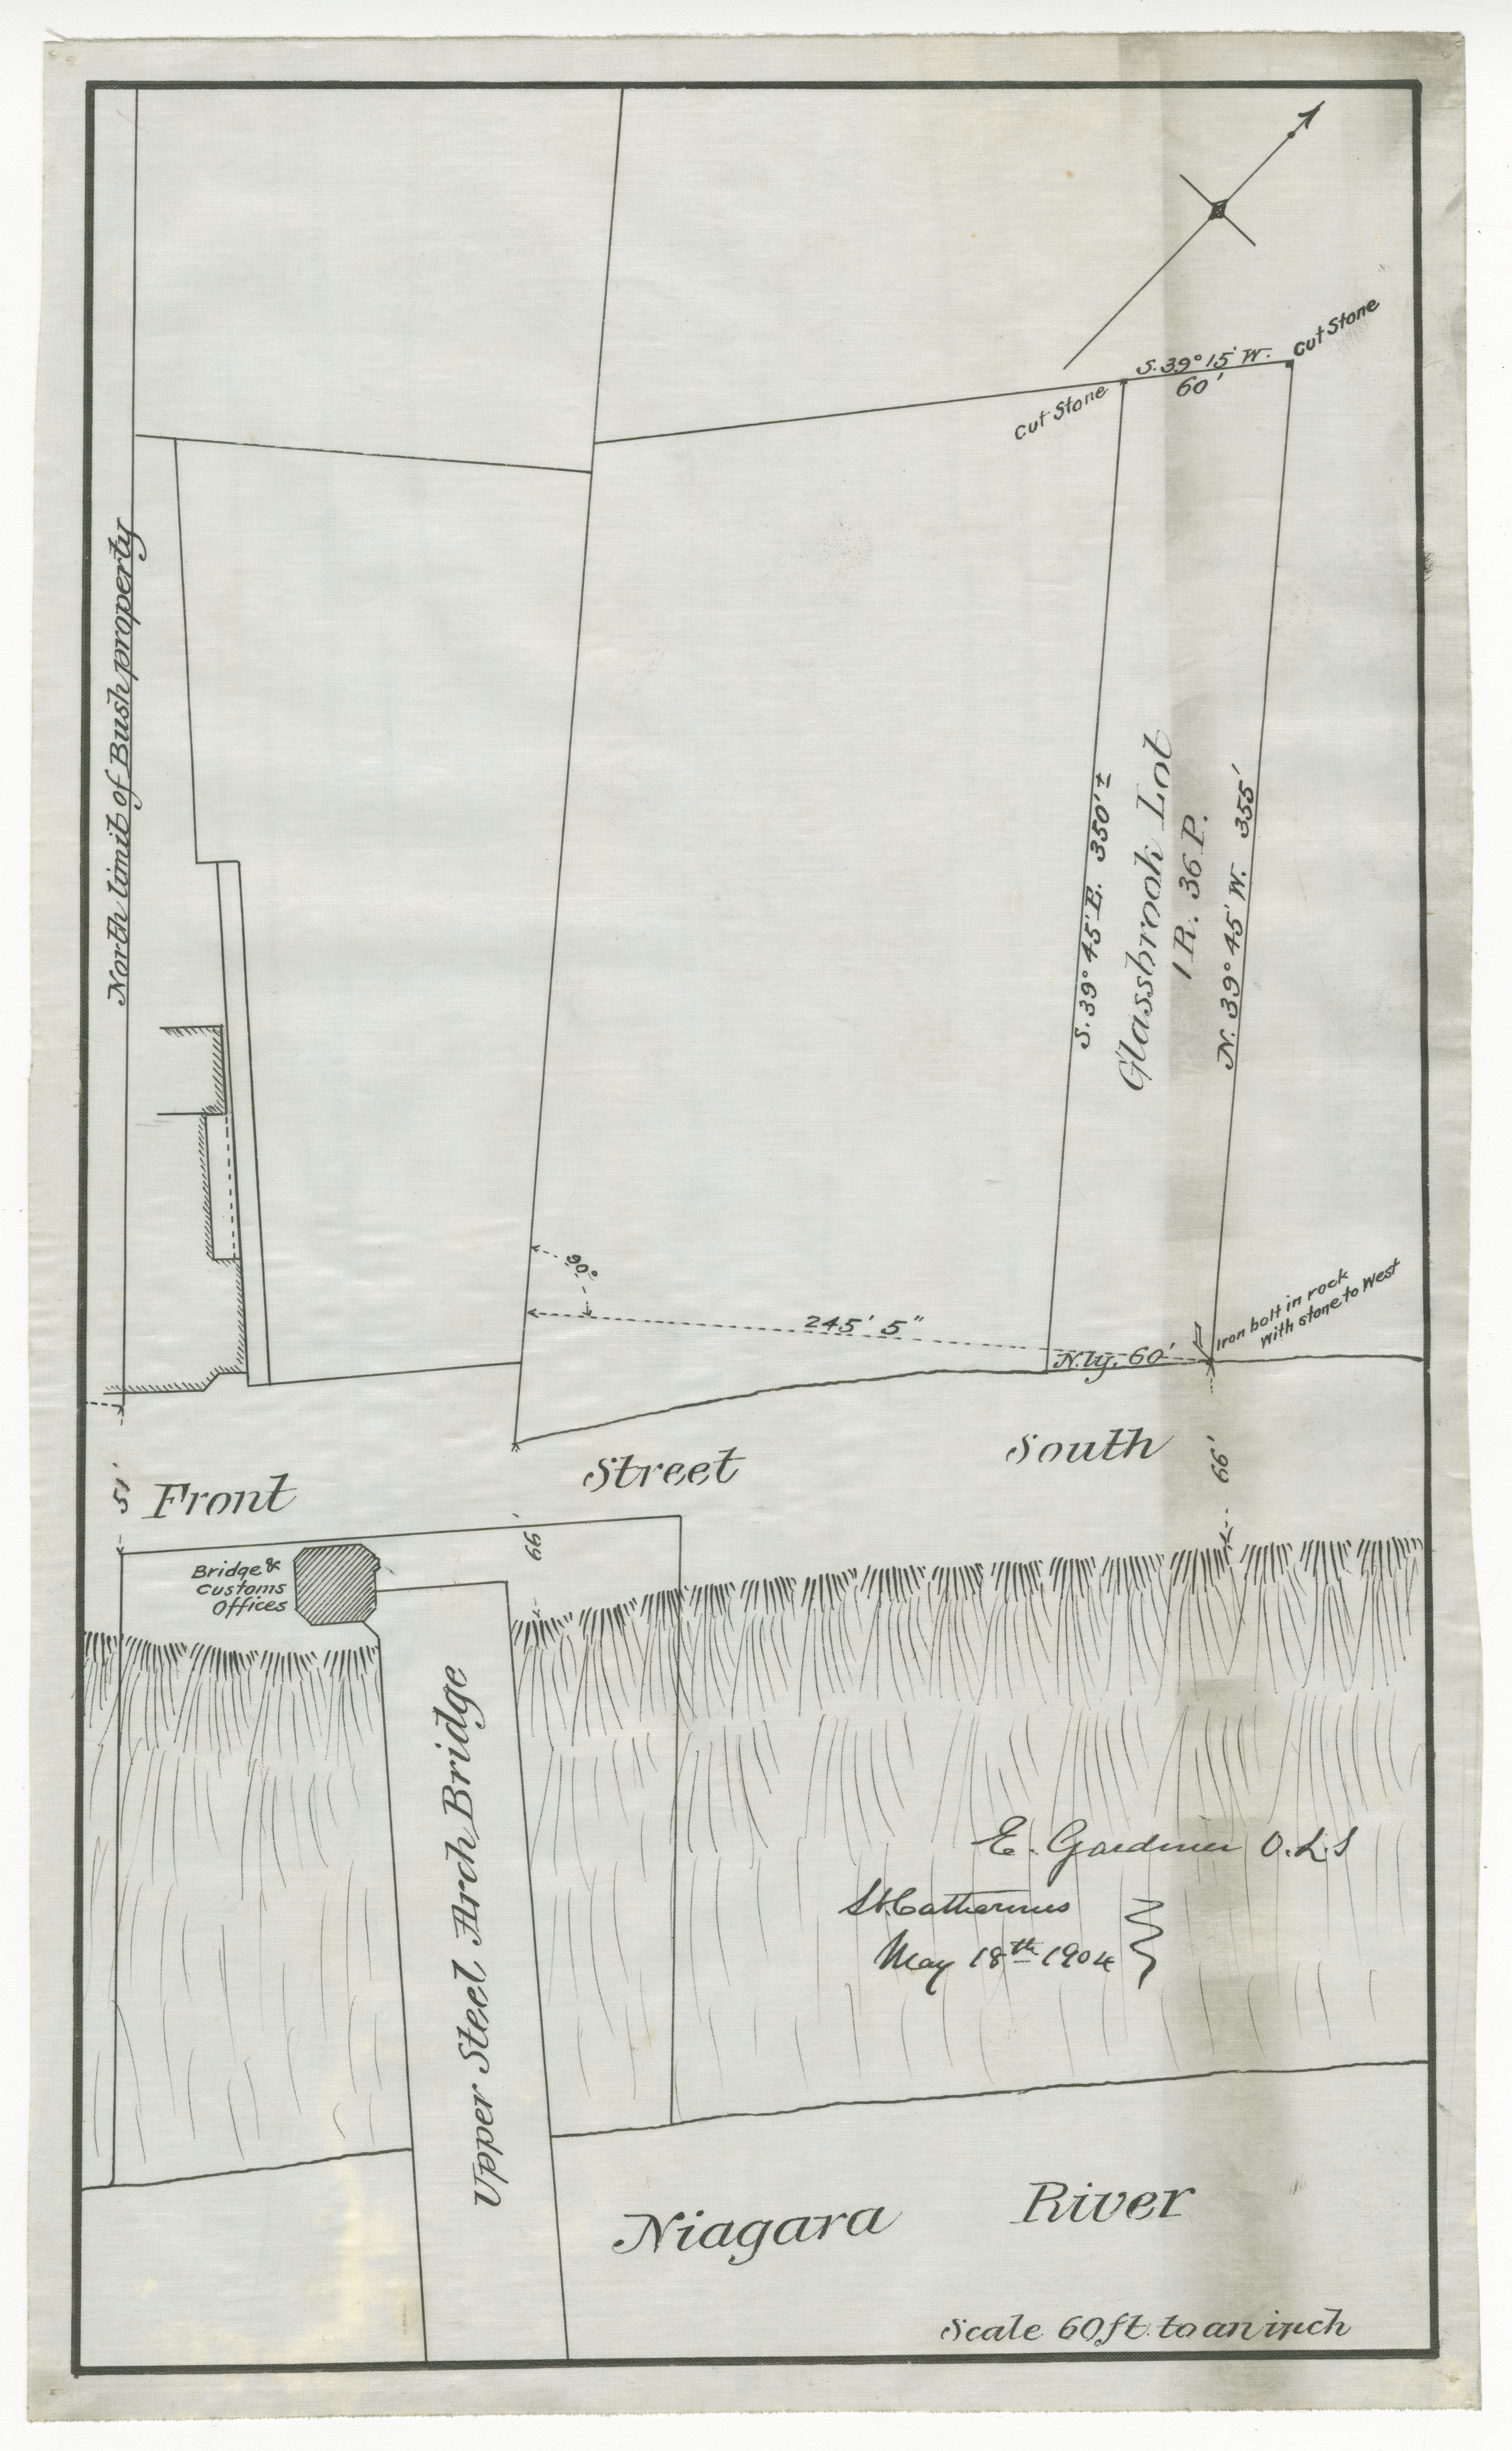 S. 39° 15' W.
60'
Cut Stone
Cut Stone
North limit of Bush property
S. 39° 45' E. 350' ±
Glassbrook Lot
1 R. 36 P.
N. 39° 45' W. 355'
90°
245' 5"
N.ly. 60'
Iron bolt in rock
with stone to West
Front Street South
51'
66'
66'
Bridge &
Customs
Offices
Upper Steel Arch Bridge
E. Gardiner O.L.S
St. Catharines
May 18th 1904
Niagara River
Scale 60 ft. to an inch